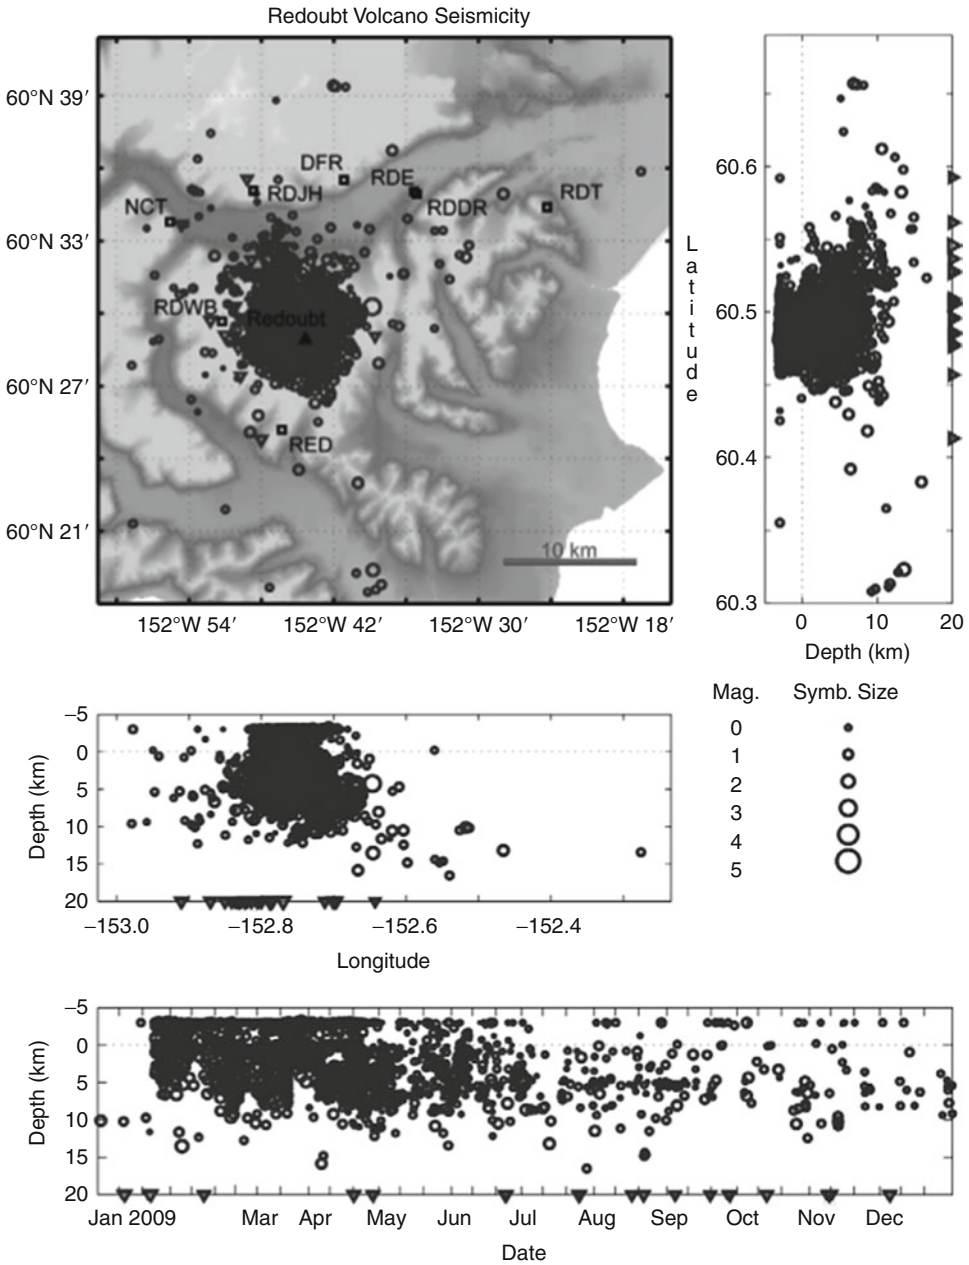 Redoubt Volcano Seismicity
60°N 39′
60°N 33′
60°N 27′
60°N 21′
DFR
RDE
RDJH
RDT
NCT
RDDR
RDWB
Redoubt
RED
10 km
152°W 54′
152°W 42′
152°W 30′
152°W 18′
Latitude
60.6
60.5
60.4
60.3
0
10
20
Depth (km)
Mag.
Symb. Size
0
1
2
3
4
5
Depth (km)
–5
0
5
10
15
20
–153.0
–152.8
–152.6
–152.4
Longitude
Depth (km)
–5
0
5
10
15
20
Jan 2009
Mar
Apr
May
Jun
Jul
Aug
Sep
Oct
Nov
Dec
Date